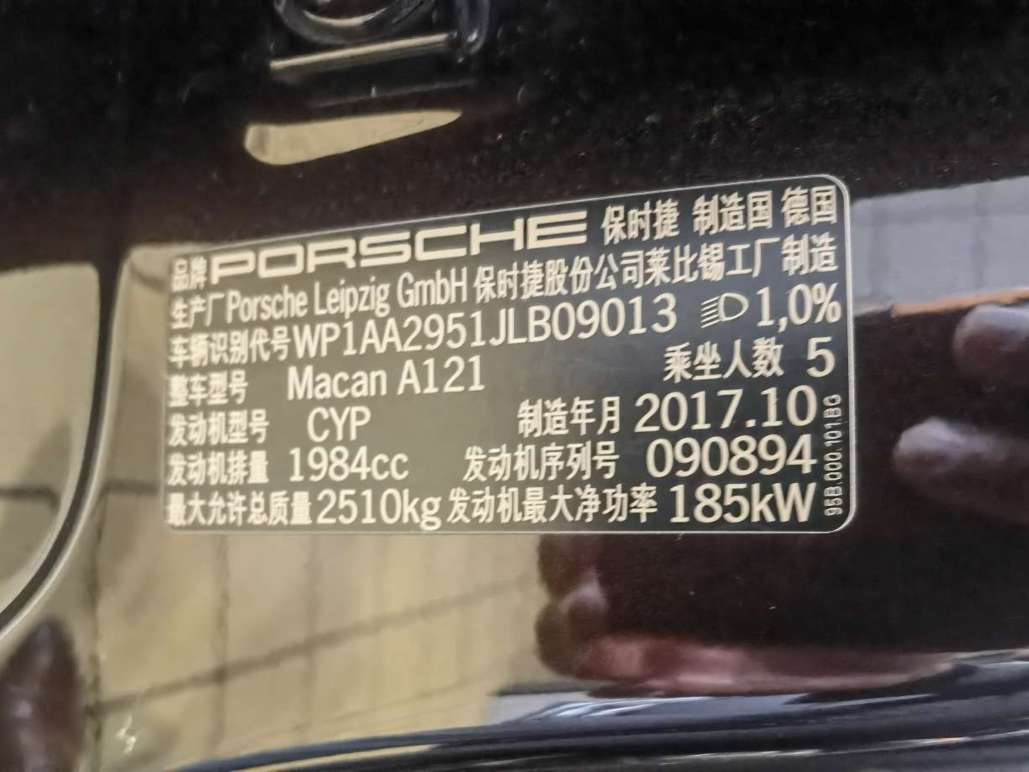 品牌 PORSCHE 保时捷 制造国 德国
生产厂 Porsche Leipzig GmbH 保时捷股份公司莱比锡工厂制造
车辆识别代号 WP1AA2951JLB09013 1,0%
整车型号 Macan A121 乘坐人数 5
发动机型号 CYP 制造年月 2017.10
发动机排量 1984cc 发动机序列号 090894
最大允许总质量 2510kg 发动机最大净功率 185kW
95B.000.101.BG